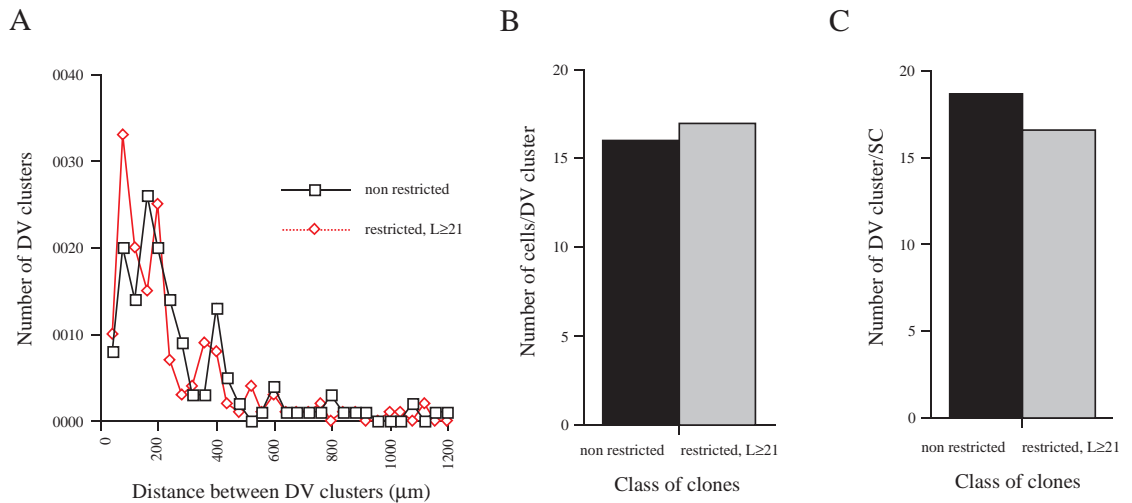 A
B
C
0040
0030
0020
0010
0000
Number of DV clusters
non restricted
restricted, L≥21
0
200
400
600
800
1000
1200
Distance between DV clusters (μm)
20
15
10
5
0
Number of cells/DV cluster
non restricted
restricted, L≥21
Class of clones
20
15
10
5
0
Number of DV cluster/SC
non restricted
restricted, L≥21
Class of clones